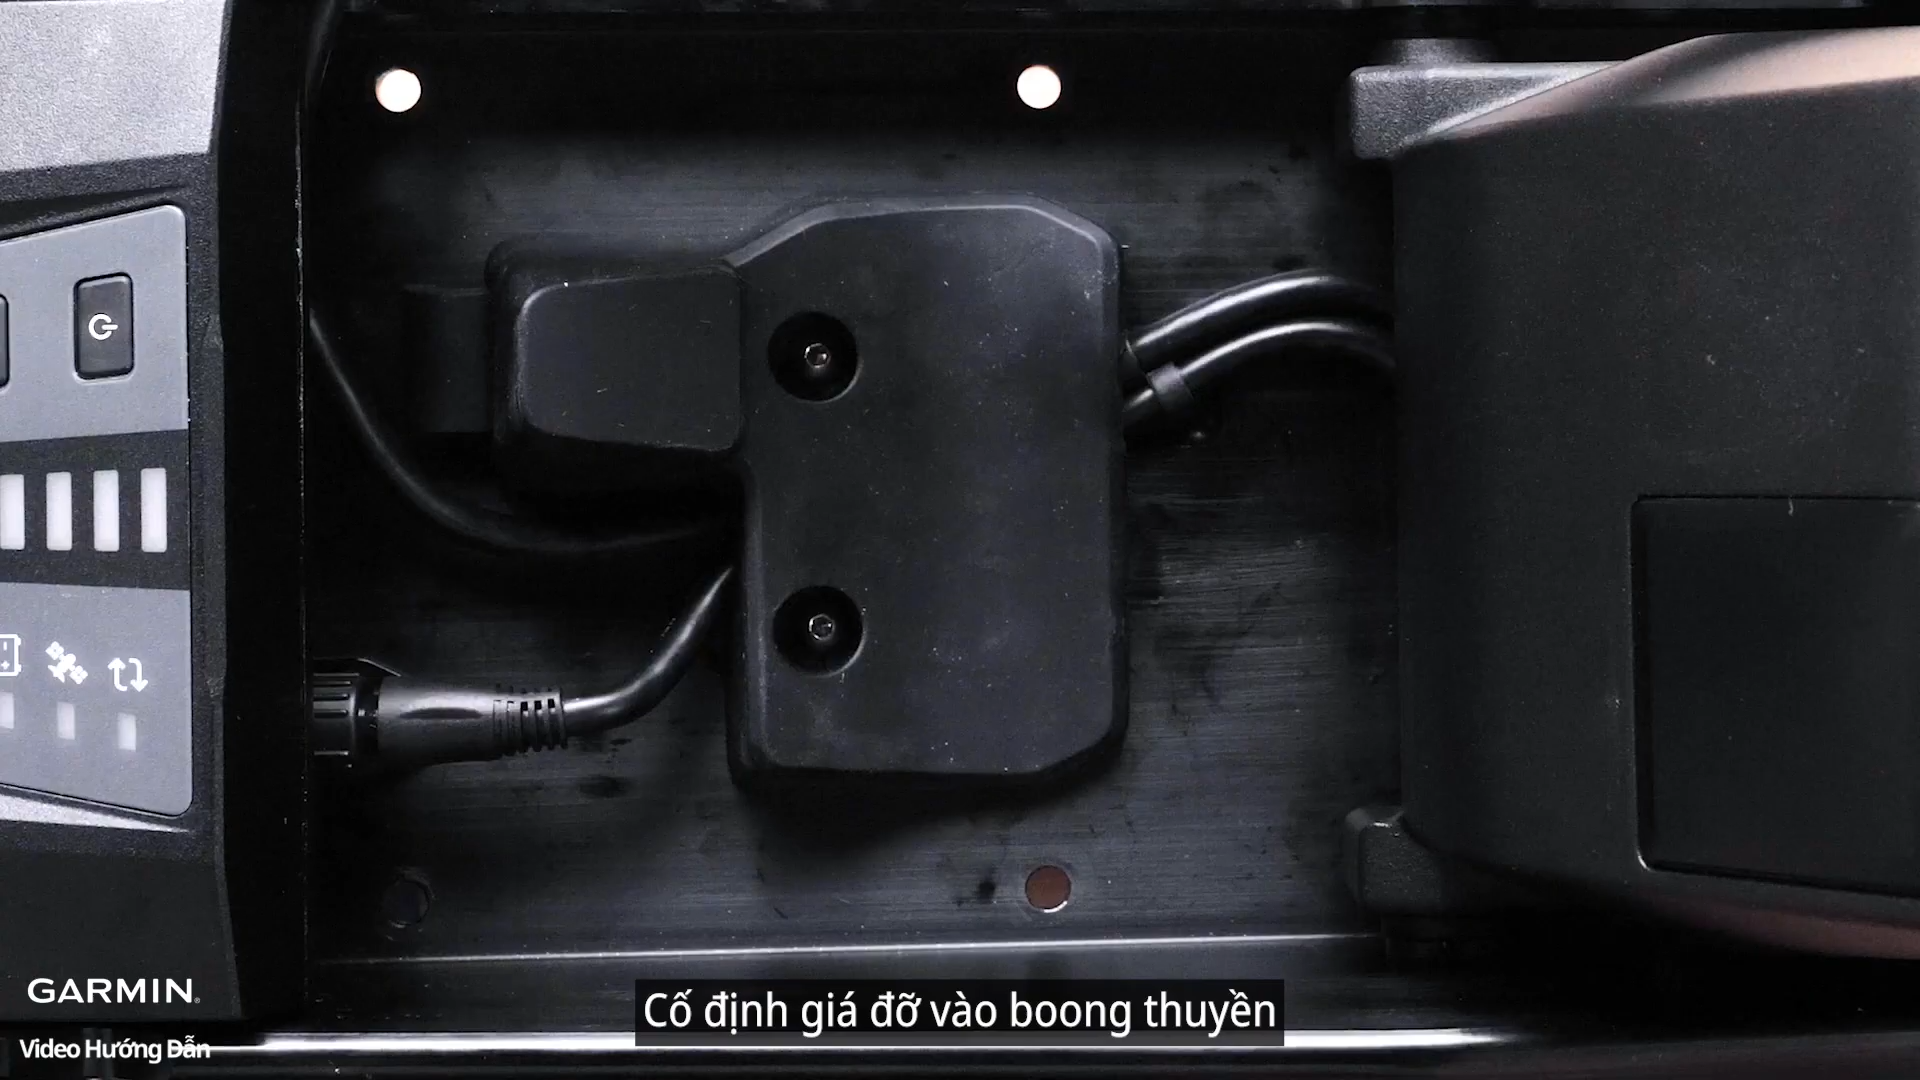 GARMIN
Cố định giá đỡ vào boong thuyền
Video Hướng Dẫn